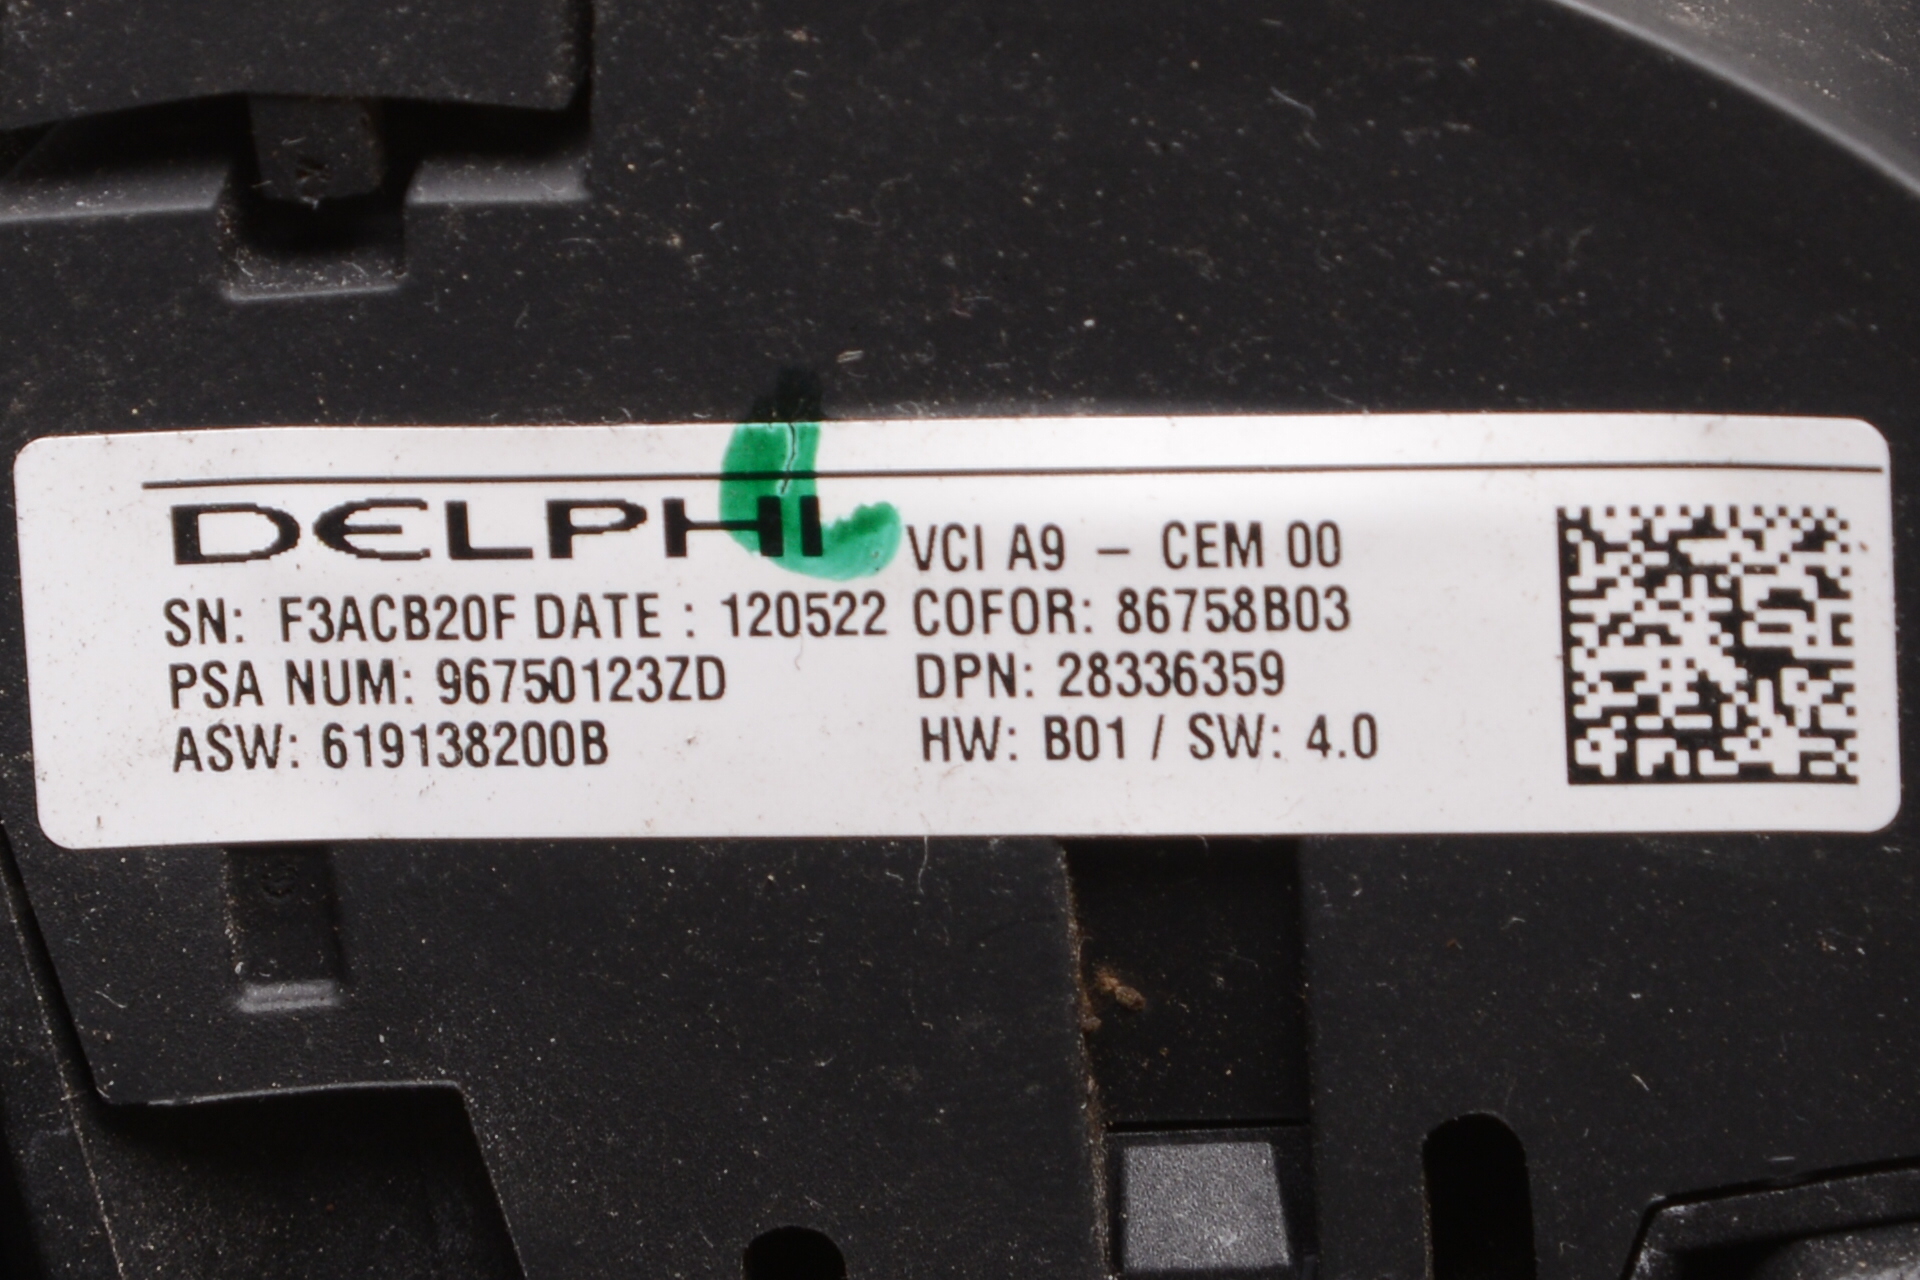 DELPHI VCI A9 – CEM 00
SN: F3ACB20F DATE : 120522 COFOR: 86758B03
PSA NUM: 96750123ZD DPN: 28336359
ASW: 619138200B HW: B01 / SW: 4.0